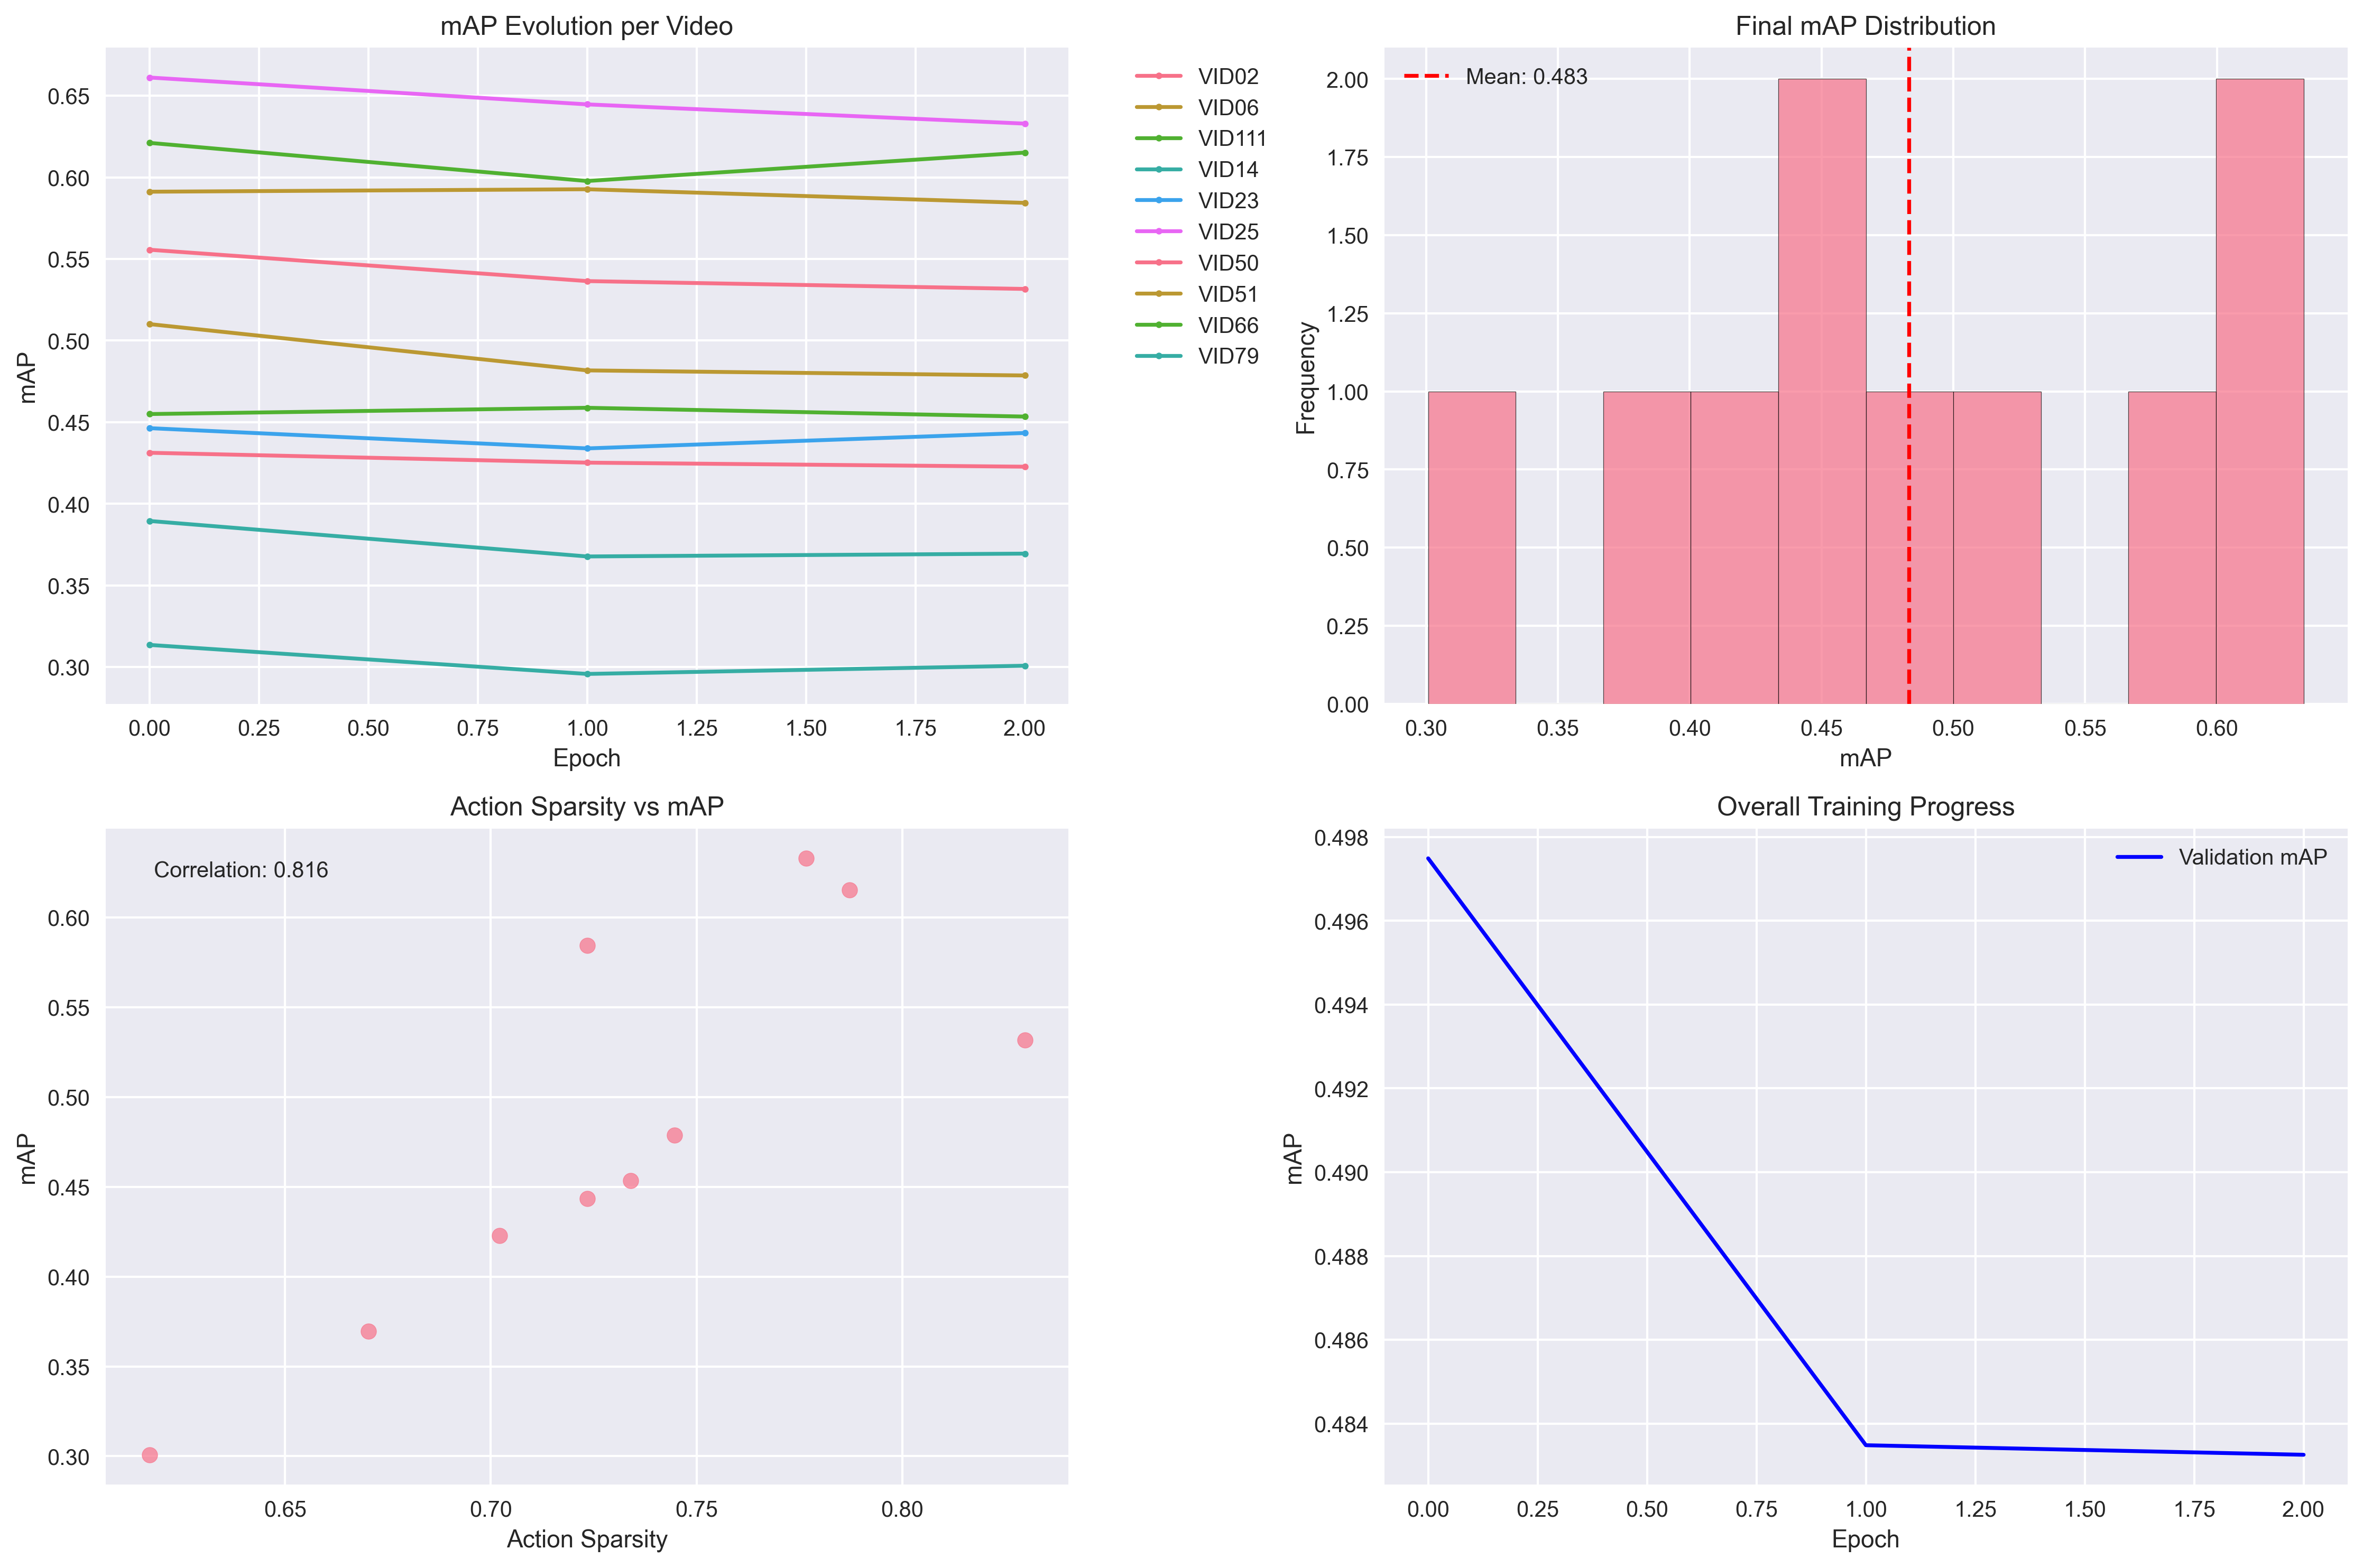 mAP Evolution per Video
0.65
0.60
0.55
0.50
0.45
0.40
0.35
0.30
mAP
0.00 0.25 0.50 0.75 1.00 1.25 1.50 1.75 2.00
Epoch
VID02
VID06
VID111
VID14
VID23
VID25
VID50
VID51
VID66
VID79
Final mAP Distribution
Mean: 0.483
2.00
1.75
1.50
1.25
1.00
0.75
0.50
0.25
0.00
Frequency
0.30 0.35 0.40 0.45 0.50 0.55 0.60
mAP
Action Sparsity vs mAP
Correlation: 0.816
0.60
0.55
0.50
0.45
0.40
0.35
0.30
mAP
0.65 0.70 0.75 0.80
Action Sparsity
Overall Training Progress
Validation mAP
0.498
0.496
0.494
0.492
0.490
0.488
0.486
0.484
mAP
0.00 0.25 0.50 0.75 1.00 1.25 1.50 1.75 2.00
Epoch